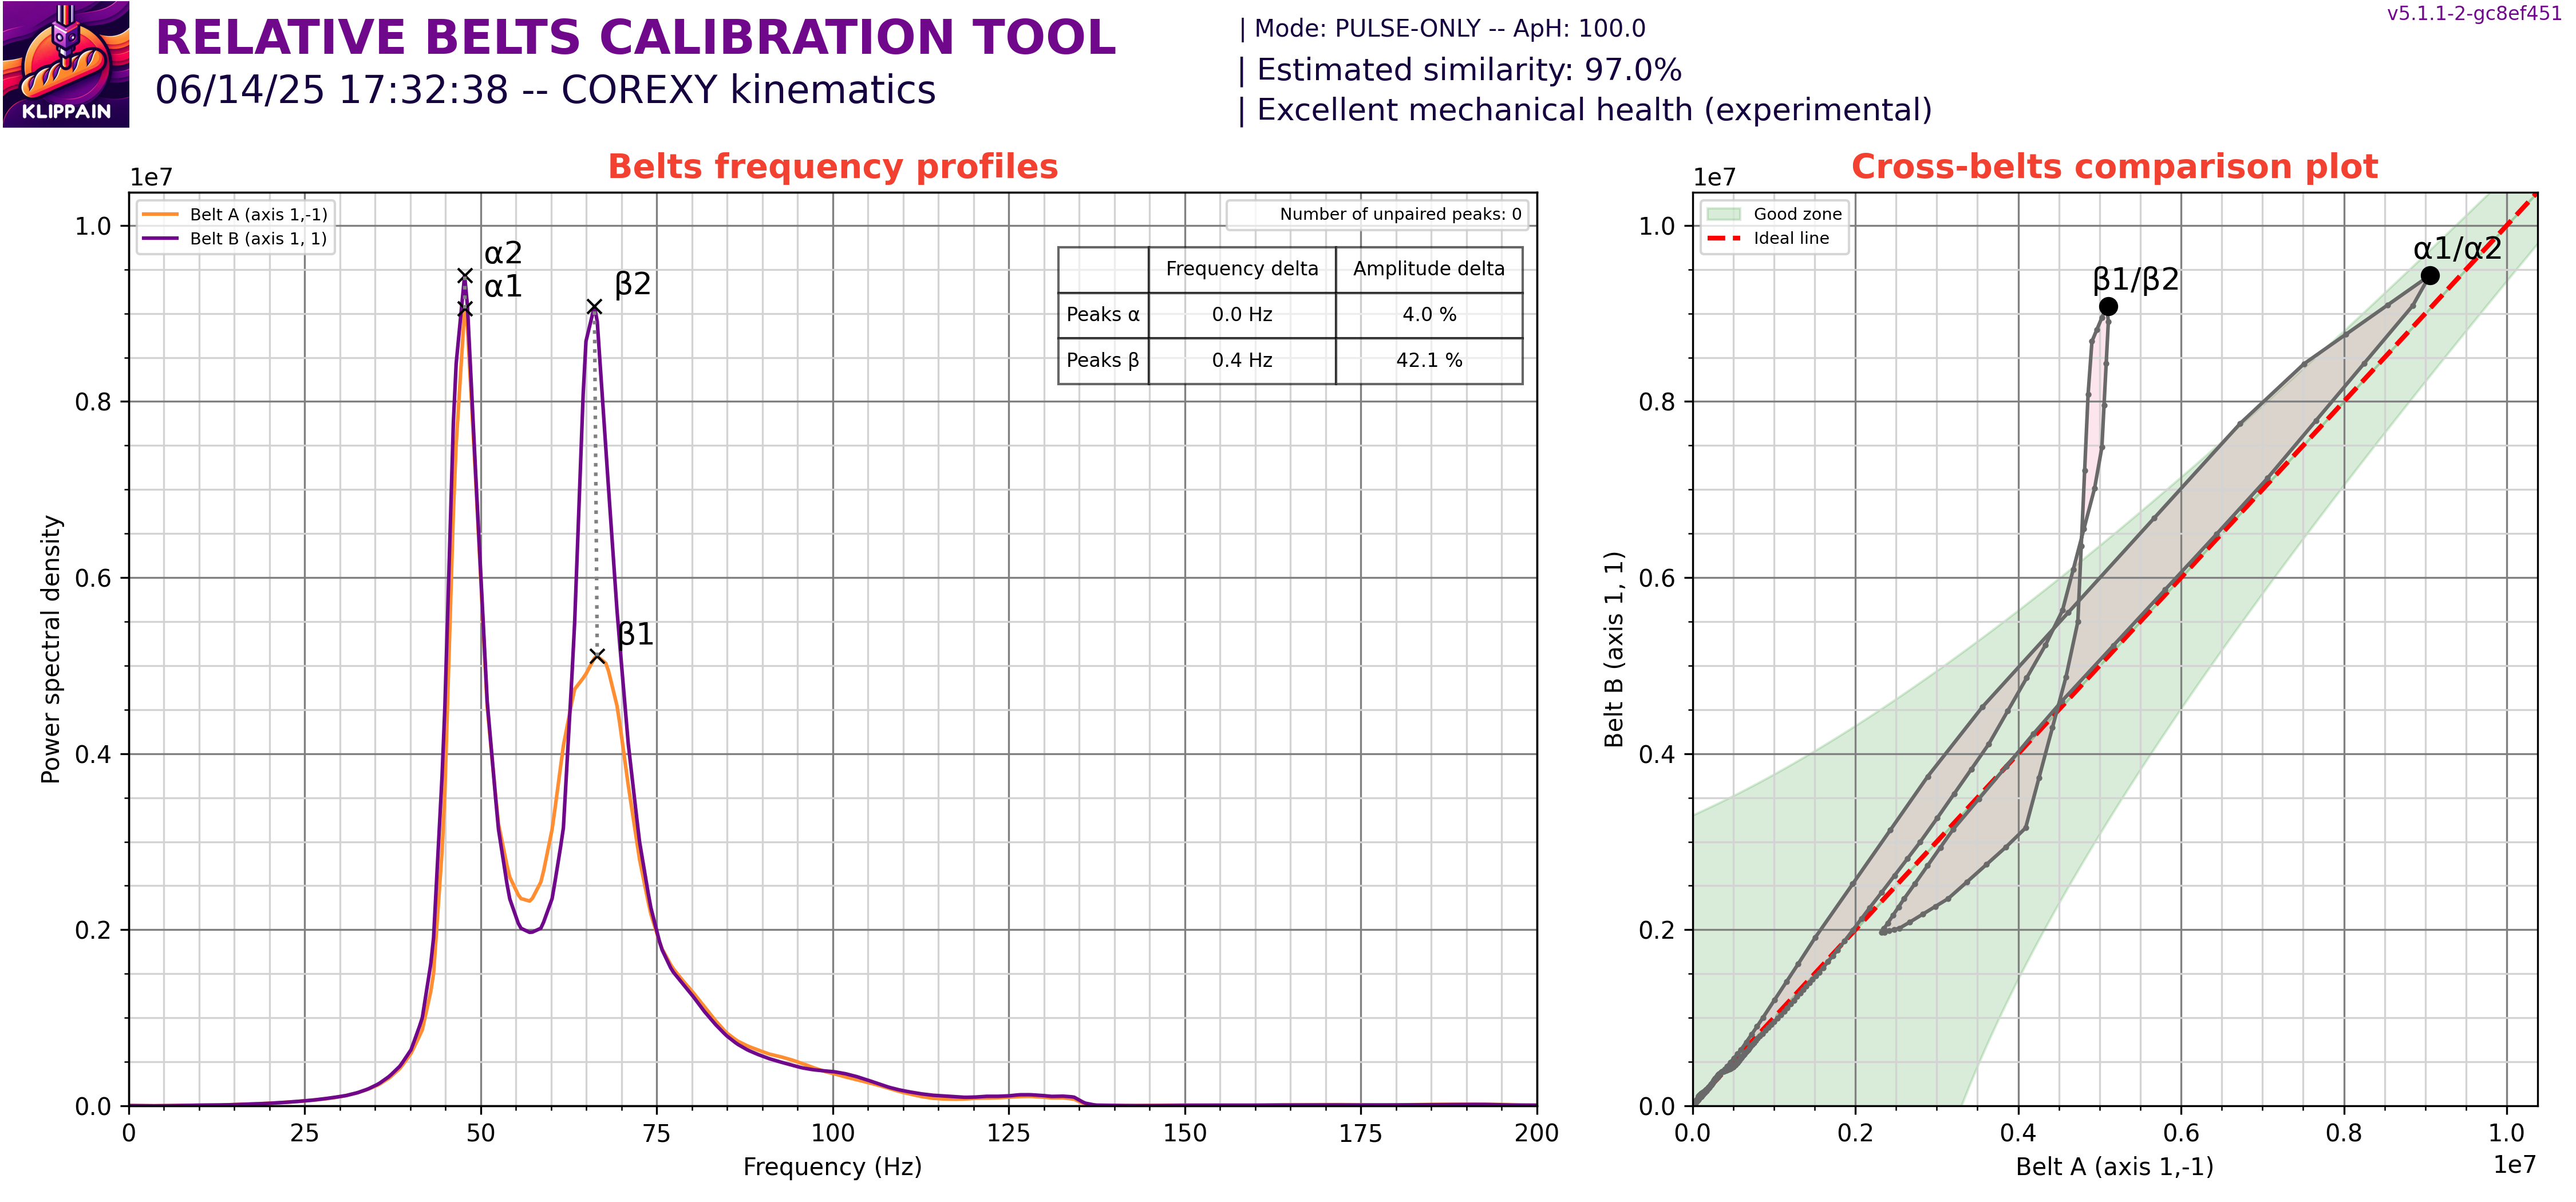 KLIPPAIN
RELATIVE BELTS CALIBRATION TOOL
06/14/25 17:32:38 -- COREXY kinematics
| Mode: PULSE-ONLY -- ApH: 100.0
| Estimated similarity: 97.0%
| Excellent mechanical health (experimental)
v5.1.1-2-gc8ef451
Belts frequency profiles
1e7
Belt A (axis 1,-1)
Belt B (axis 1, 1)
Number of unpaired peaks: 0
Frequency delta Amplitude delta
Peaks α 0.0 Hz 4.0 %
Peaks β 0.4 Hz 42.1 %
α2
α1
β2
β1
1.0
0.8
0.6
0.4
0.2
0.0
Power spectral density
0 25 50 75 100 125 150 175 200
Frequency (Hz)
Cross-belts comparison plot
1e7
Good zone
Ideal line
α1/α2
β1/β2
1.0
0.8
0.6
0.4
0.2
0.0
Belt B (axis 1, 1)
0.0 0.2 0.4 0.6 0.8 1.0
Belt A (axis 1,-1)
1e7